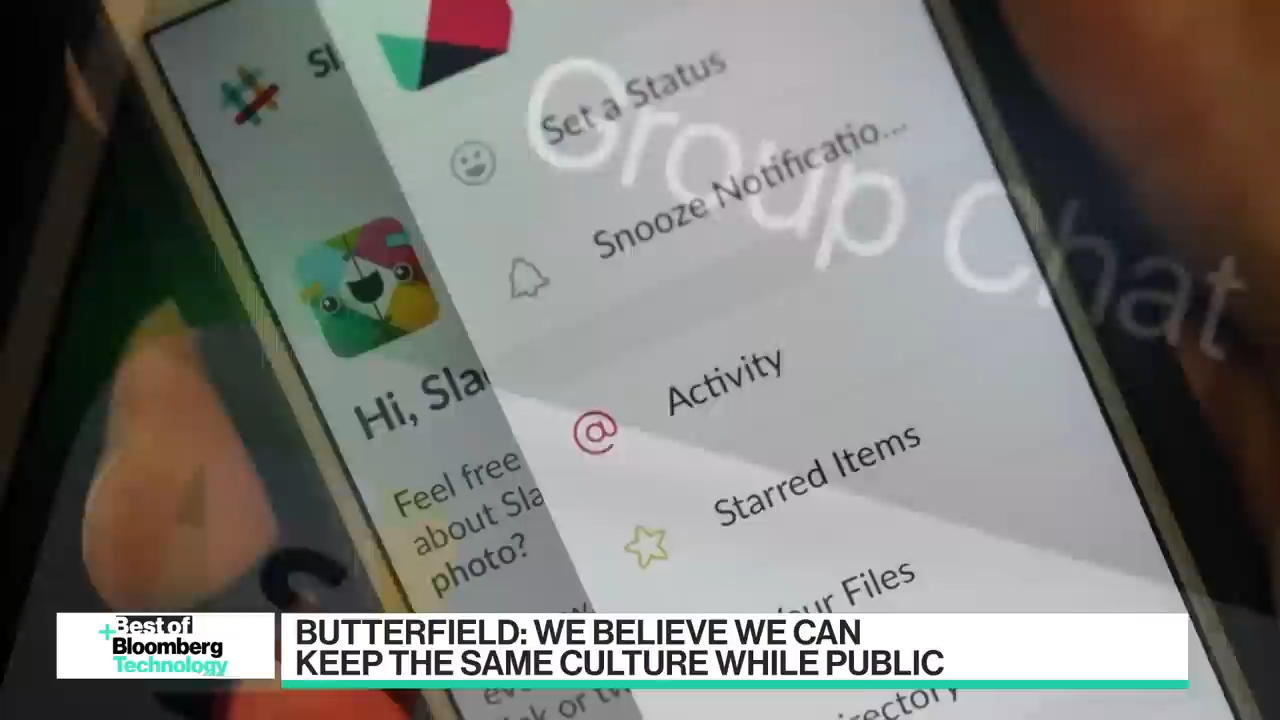 Sl
Set a Status
Group Chat
Snooze Notificatio...
Activity
Hi, Sla
Starred Items
Feel free
about Sla
photo?
our Files
+Best of
Bloomberg
Technology
BUTTERFIELD: WE BELIEVE WE CAN
KEEP THE SAME CULTURE WHILE PUBLIC